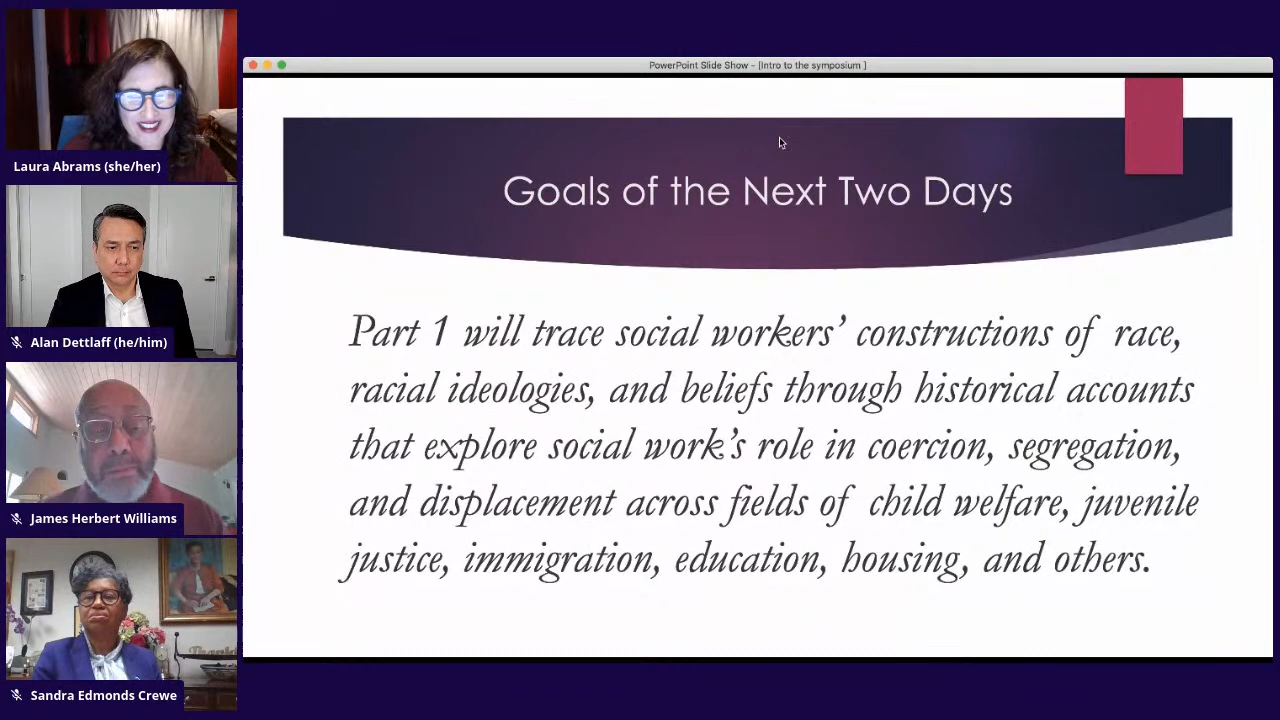 Laura Abrams (she/her)
Alan Dettlaff (he/him)
James Herbert Williams
Sandra Edmonds Crewe
PowerPoint Slide Show - [Intro to the symposium ]
Goals of the Next Two Days
Part 1 will trace social workers’ constructions of race,
racial ideologies, and beliefs through historical accounts
that explore social work’s role in coercion, segregation,
and displacement across fields of child welfare, juvenile
justice, immigration, education, housing, and others.